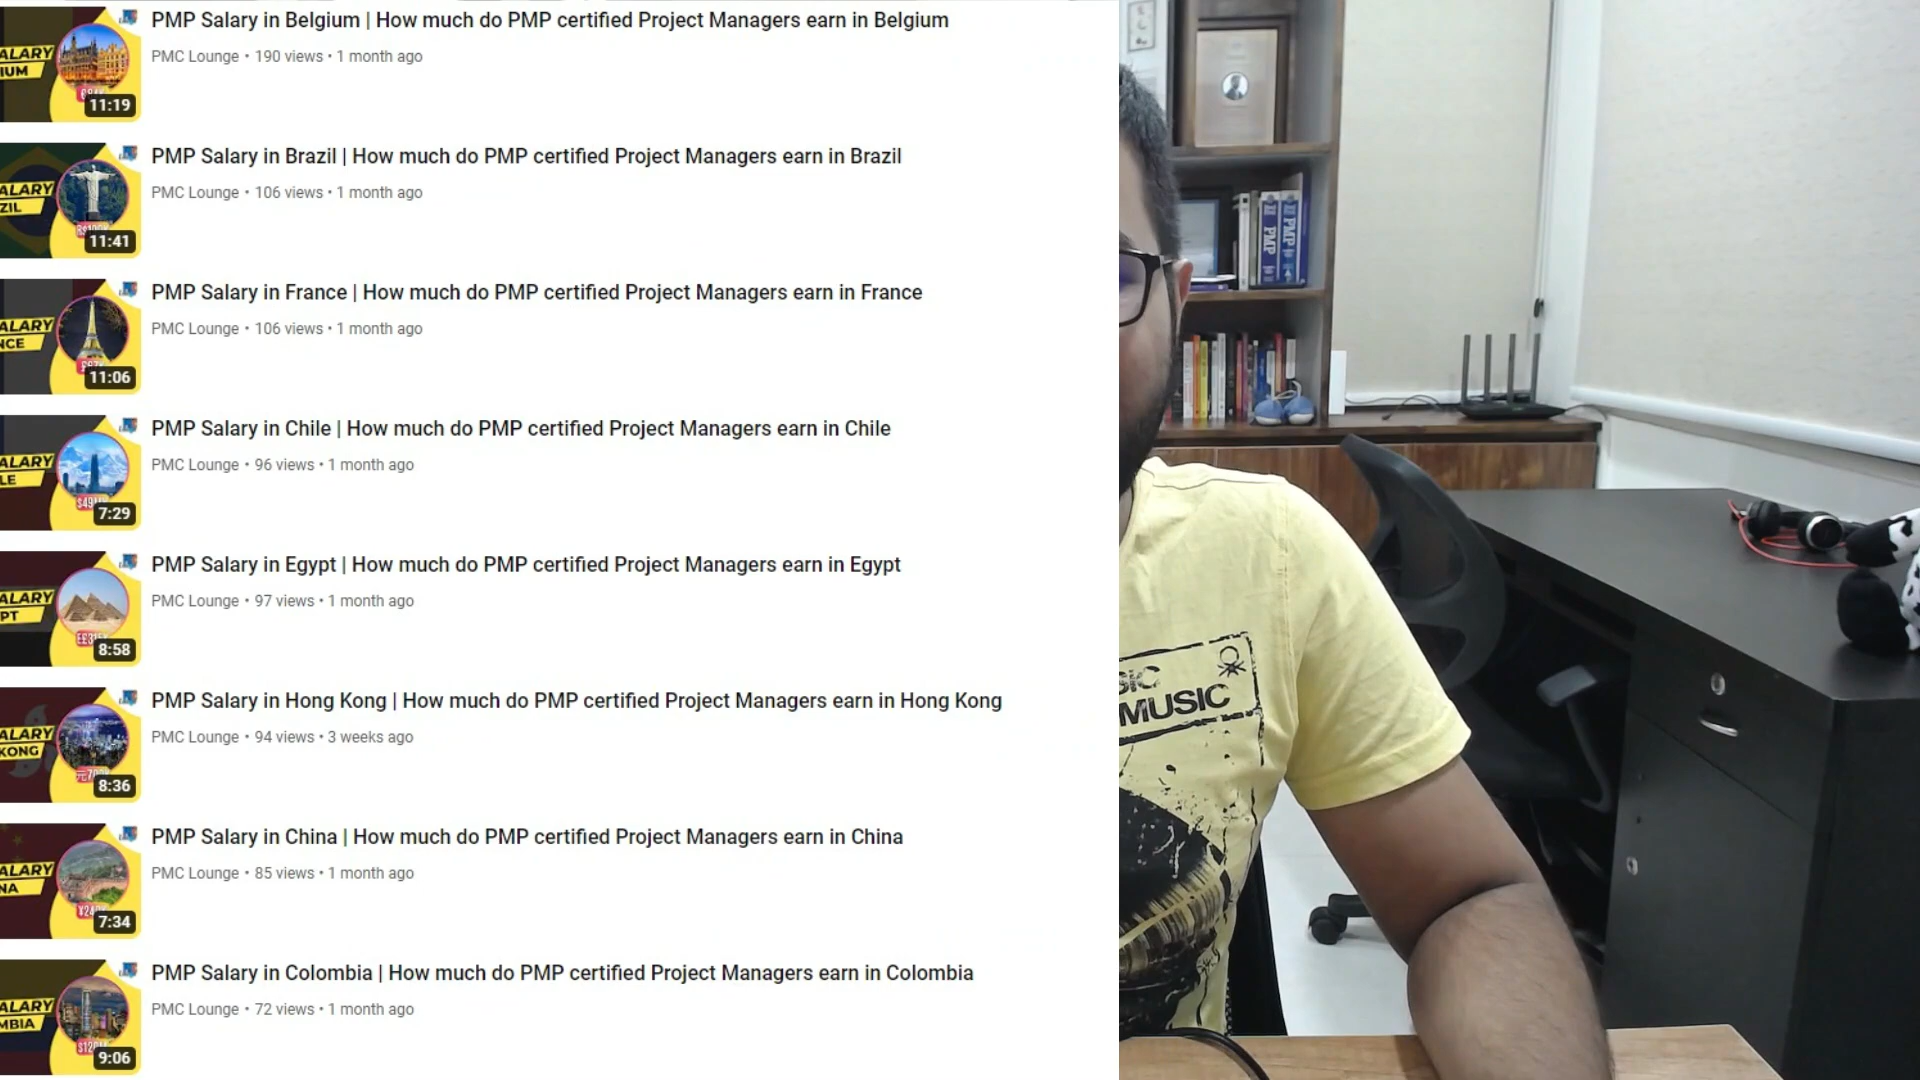 PMP Salary in Belgium | How much do PMP certified Project Managers earn in Belgium
PMC Lounge • 190 views • 1 month ago
ALARY
IUM
11:19
PMP Salary in Brazil | How much do PMP certified Project Managers earn in Brazil
PMC Lounge • 106 views • 1 month ago
ALARY
ZIL
11:41
PMP Salary in France | How much do PMP certified Project Managers earn in France
PMC Lounge • 106 views • 1 month ago
ALARY
NCE
11:06
PMP Salary in Chile | How much do PMP certified Project Managers earn in Chile
PMC Lounge • 96 views • 1 month ago
ALARY
LE
7:29
PMP Salary in Egypt | How much do PMP certified Project Managers earn in Egypt
PMC Lounge • 97 views • 1 month ago
ALARY
PT
8:58
PMP Salary in Hong Kong | How much do PMP certified Project Managers earn in Hong Kong
PMC Lounge • 94 views • 3 weeks ago
ALARY
KONG
8:36
PMP Salary in China | How much do PMP certified Project Managers earn in China
PMC Lounge • 85 views • 1 month ago
ALARY
NA
7:34
PMP Salary in Colombia | How much do PMP certified Project Managers earn in Colombia
PMC Lounge • 72 views • 1 month ago
ALARY
MBIA
9:06
PMP
PMP
SIC
MUSIC